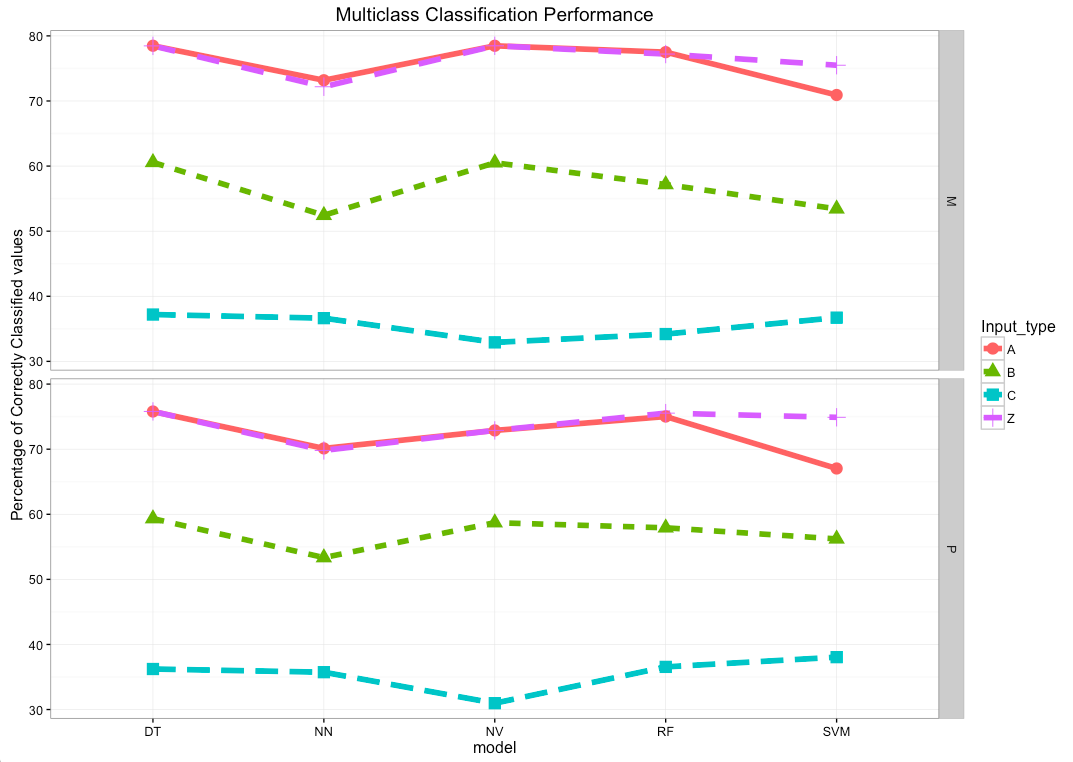 Multiclass Classification Performance
Percentage of Correctly Classified values
80
70
60
50
40
30
M
80
70
60
50
40
30
P
DT NN NV RF SVM
model
Input_type
A
B
C
Z